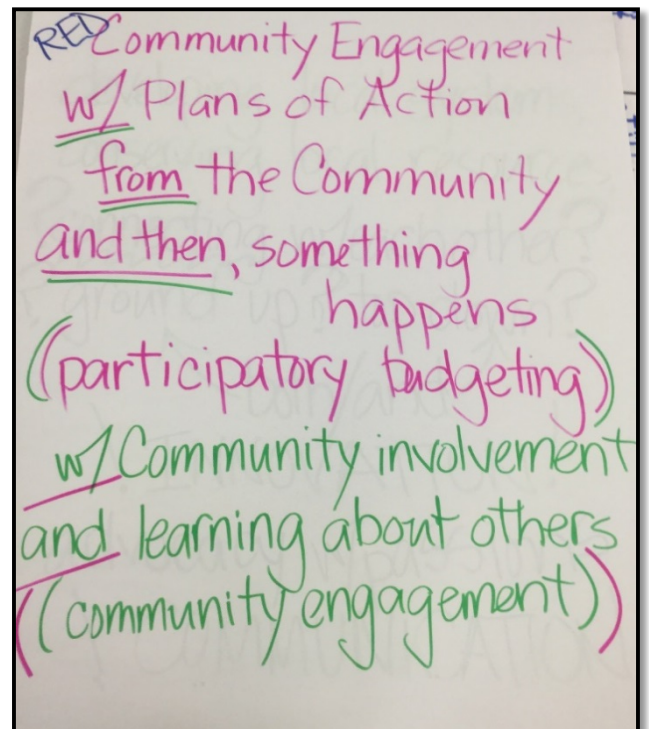 RED Community Engagement
w/ Plans of Action
from the Community
and then, something
happens
(participatory budgeting)
w/ Community involvement
and learning about others
((community engagement))